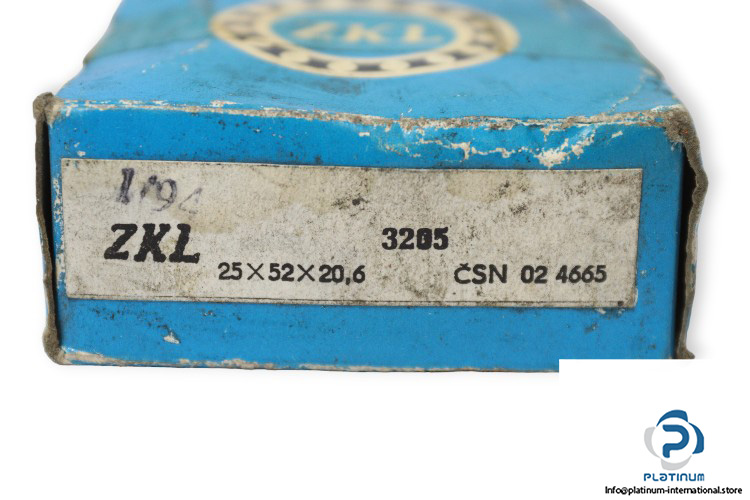 ZKL
1/94
ZKL
3205
25×52×20,6
ČSN 02 4665
PLATINUM
Info@platinum-international.store